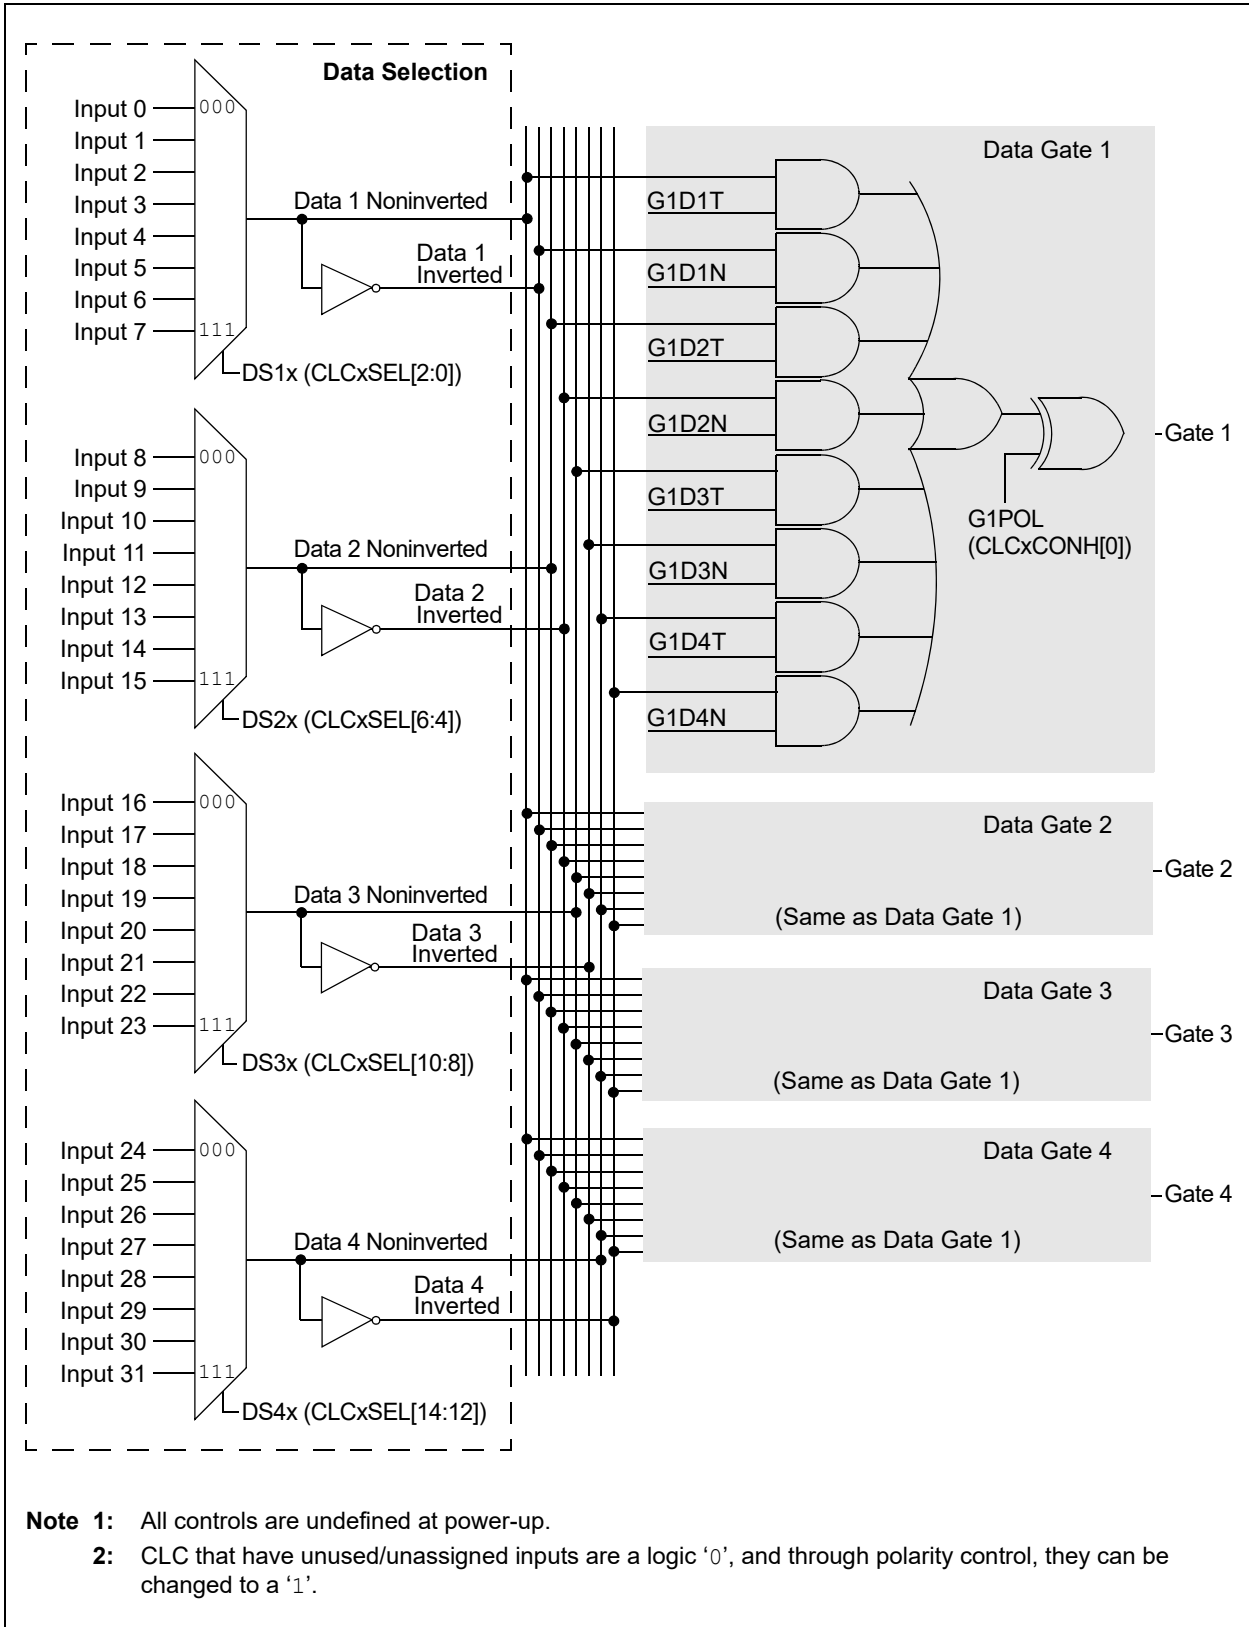 Data Selection
Input 0
000
Input 1
Input 2
Input 3
Input 4
Input 5
Input 6
Input 7
111
DS1x (CLCxSEL[2:0])
Data 1 Noninverted
Data 1
Inverted
Input 8
000
Input 9
Input 10
Input 11
Input 12
Input 13
Input 14
Input 15
111
DS2x (CLCxSEL[6:4])
Data 2 Noninverted
Data 2
Inverted
Input 16
000
Input 17
Input 18
Input 19
Input 20
Input 21
Input 22
Input 23
111
DS3x (CLCxSEL[10:8])
Data 3 Noninverted
Data 3
Inverted
Input 24
000
Input 25
Input 26
Input 27
Input 28
Input 29
Input 30
Input 31
111
DS4x (CLCxSEL[14:12])
Data 4 Noninverted
Data 4
Inverted
Data Gate 1
G1D1T
G1D1N
G1D2T
G1D2N
G1D3T
G1D3N
G1D4T
G1D4N
G1POL
(CLCxCONH[0])
Gate 1
Data Gate 2
(Same as Data Gate 1)
Gate 2
Data Gate 3
(Same as Data Gate 1)
Gate 3
Data Gate 4
(Same as Data Gate 1)
Gate 4
Note 1: All controls are undefined at power-up.
2: CLC that have unused/unassigned inputs are a logic ‘0’, and through polarity control, they can be
changed to a ‘1’.